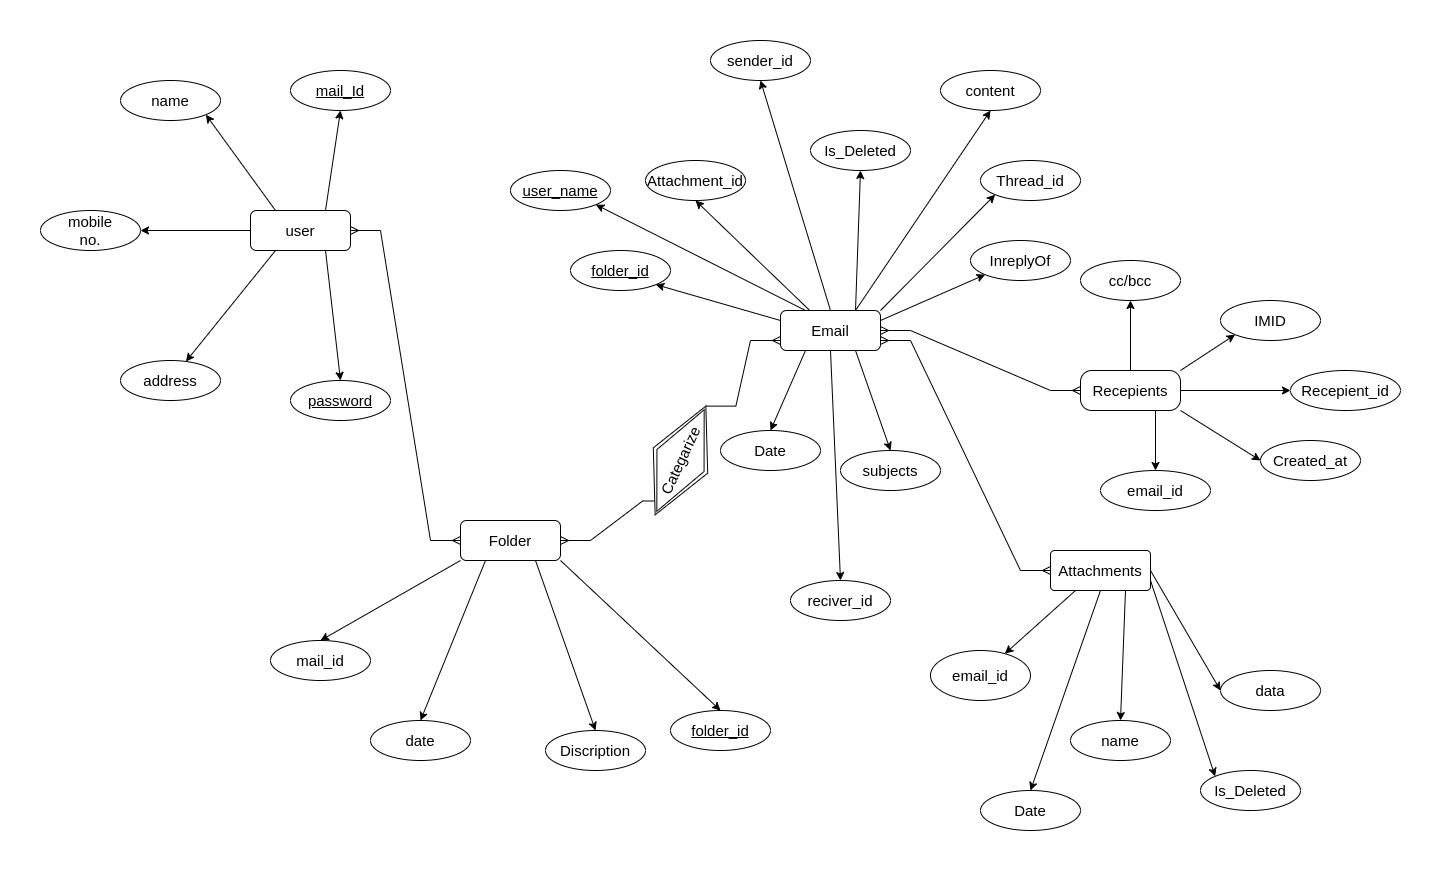 sender_id
name
mail_Id
content
Is_Deleted
user_name
Attachment_id
Thread_id
mobile
no.
user
folder_id
InreplyOf
cc/bcc
Email
IMID
address
password
Recepients
Recepient_id
Categarize
Date
subjects
Created_at
email_id
Folder
reciver_id
Attachments
mail_id
email_id
data
date
Discription
folder_id
name
Date
Is_Deleted